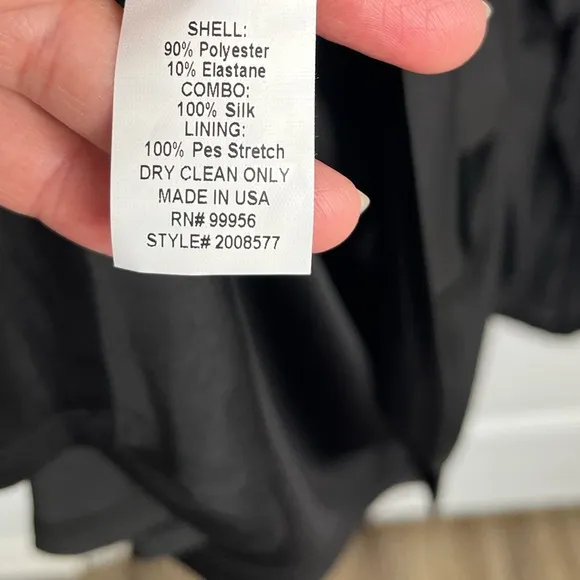 SHELL:
90% Polyester
10% Elastane
COMBO:
100% Silk
LINING:
100% Pes Stretch
DRY CLEAN ONLY
MADE IN USA
RN# 99956
STYLE# 2008577